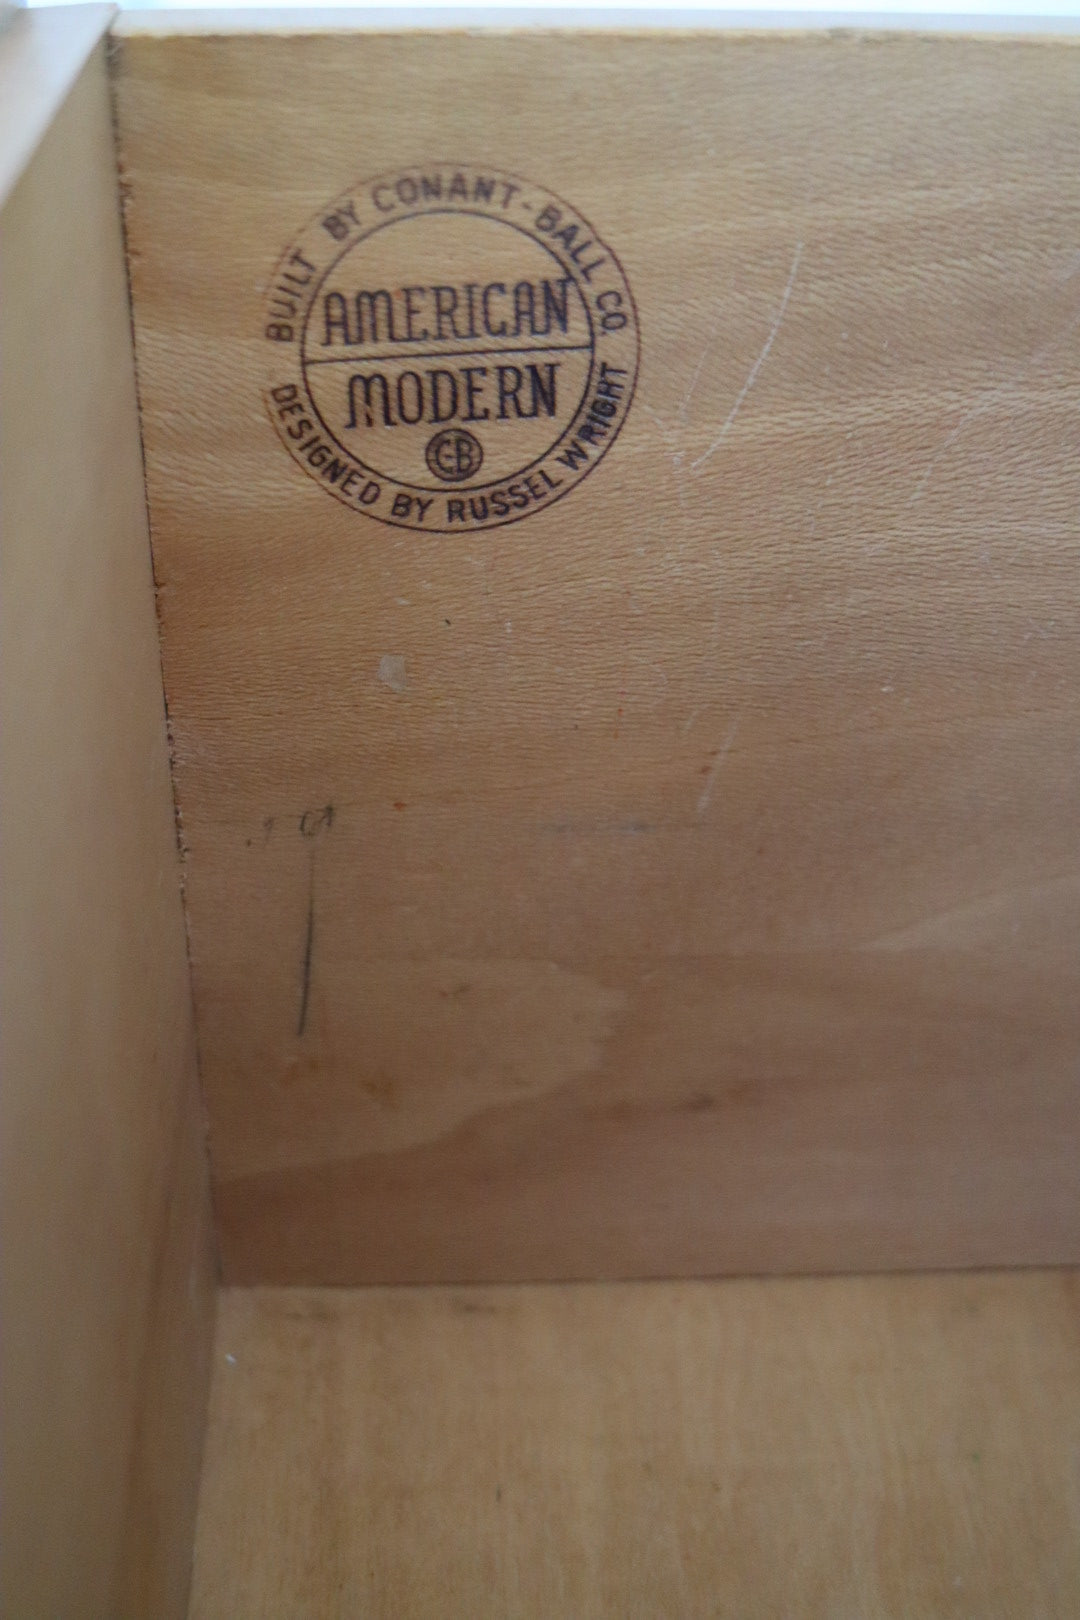 BUILT BY CONANT-BALL CO.
AMERICAN
MODERN
CB
DESIGNED BY RUSSEL WRIGHT